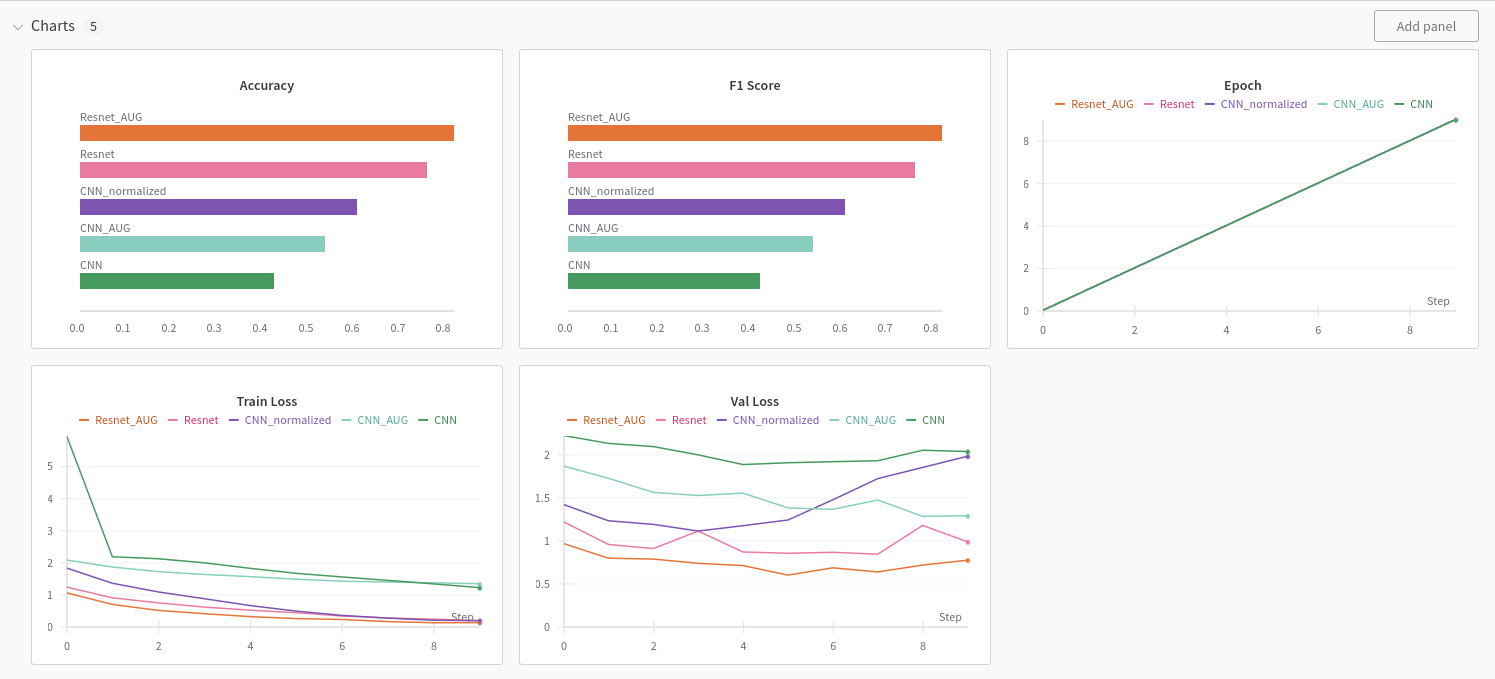 Charts 5
Add panel
Accuracy
Resnet_AUG
Resnet
CNN_normalized
CNN_AUG
CNN
0.0 0.1 0.2 0.3 0.4 0.5 0.6 0.7 0.8
F1 Score
Resnet_AUG
Resnet
CNN_normalized
CNN_AUG
CNN
0.0 0.1 0.2 0.3 0.4 0.5 0.6 0.7 0.8
Epoch
Resnet_AUG Resnet CNN_normalized CNN_AUG CNN
8
6
4
2
Step
0
0 2 4 6 8
Train Loss
Resnet_AUG Resnet CNN_normalized CNN_AUG CNN
5
4
3
2
1
Step
0
0 2 4 6 8
Val Loss
Resnet_AUG Resnet CNN_normalized CNN_AUG CNN
2
1.5
1
0.5
Step
0
0 2 4 6 8